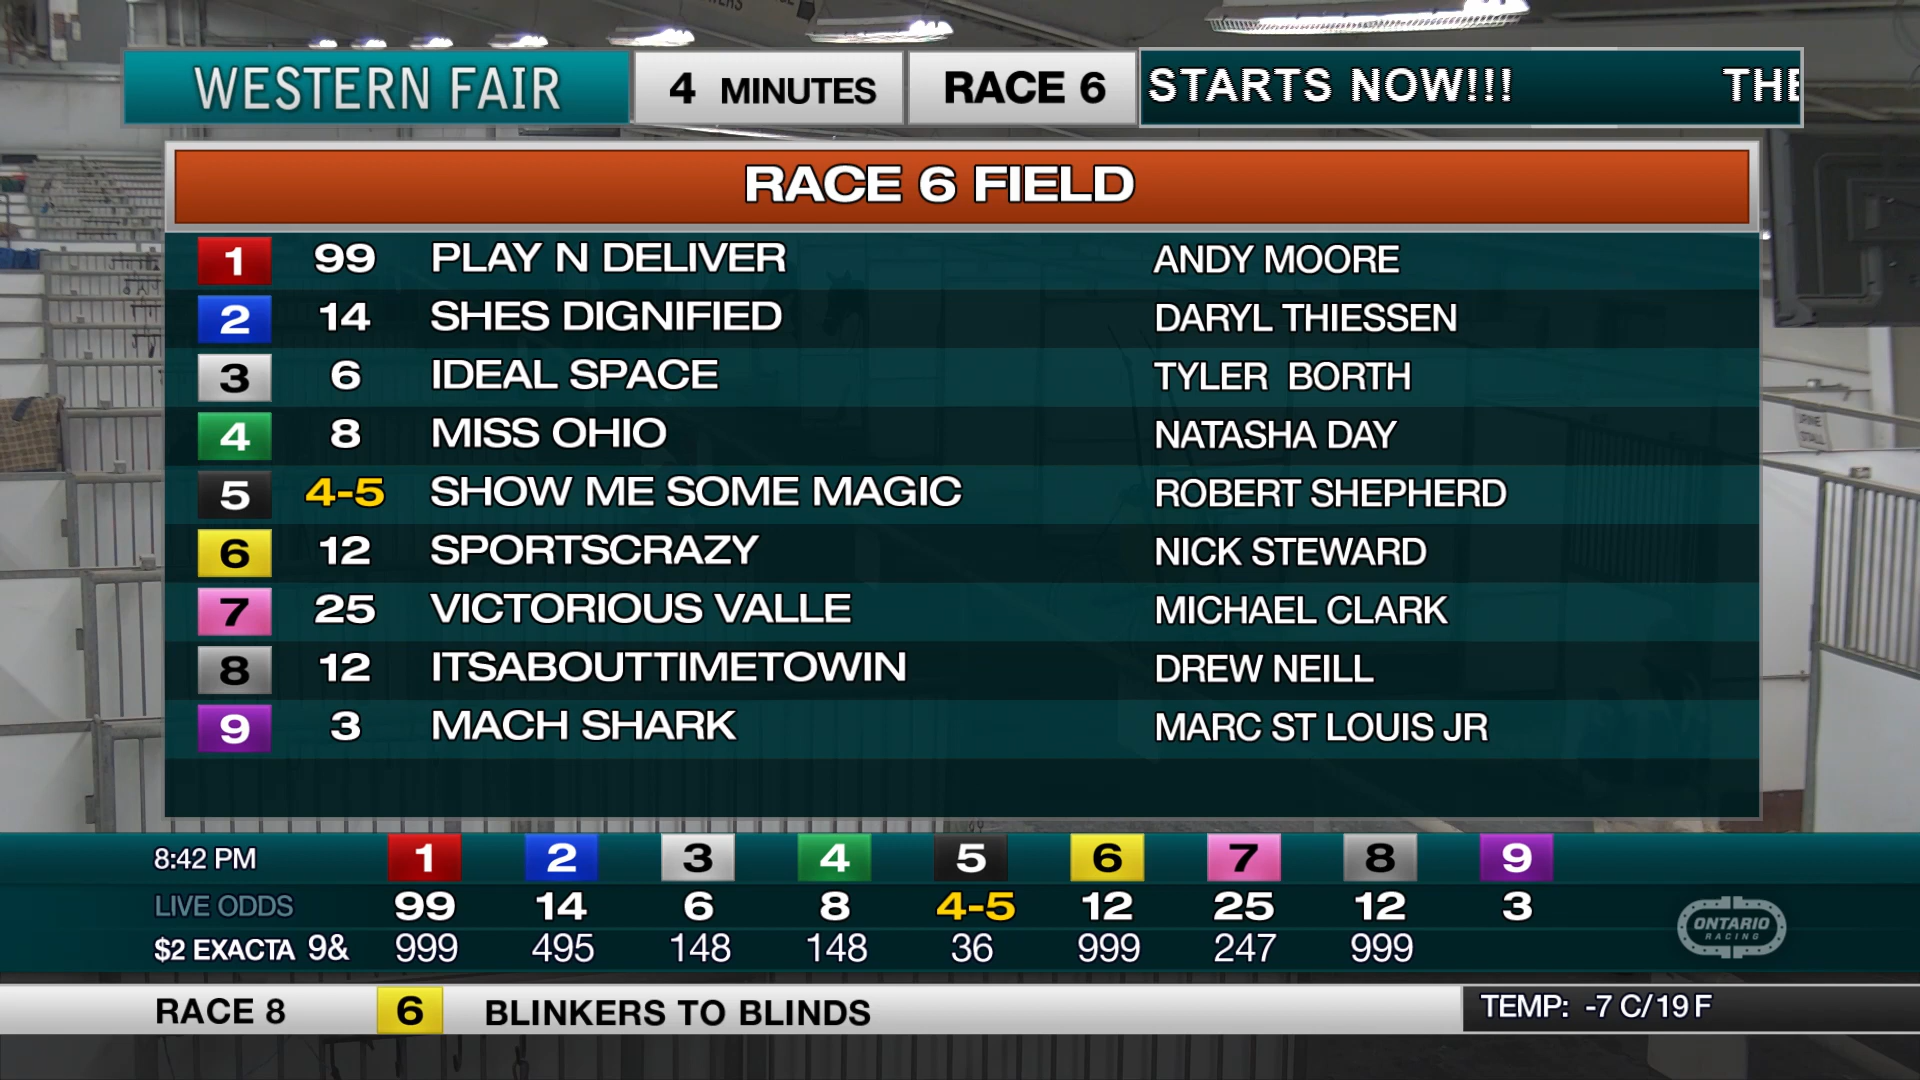 WESTERN FAIR 4 MINUTES RACE 6 STARTS NOW!!! THE
RACE 6 FIELD
1 99 PLAY N DELIVER ANDY MOORE
2 14 SHES DIGNIFIED DARYL THIESSEN
3 6 IDEAL SPACE TYLER BORTH
4 8 MISS OHIO NATASHA DAY
5 4-5 SHOW ME SOME MAGIC ROBERT SHEPHERD
6 12 SPORTSCRAZY NICK STEWARD
7 25 VICTORIOUS VALLE MICHAEL CLARK
8 12 ITSABOUTTIMETOWIN DREW NEILL
9 3 MACH SHARK MARC ST LOUIS JR
URINE
STALL
8:42 PM 1 2 3 4 5 6 7 8 9
LIVE ODDS 99 14 6 8 4-5 12 25 12 3
$2 EXACTA 9& 999 495 148 148 36 999 247 999
ONTARIO
RACING
RACE 8 6 BLINKERS TO BLINDS TEMP: -7 C/19 F